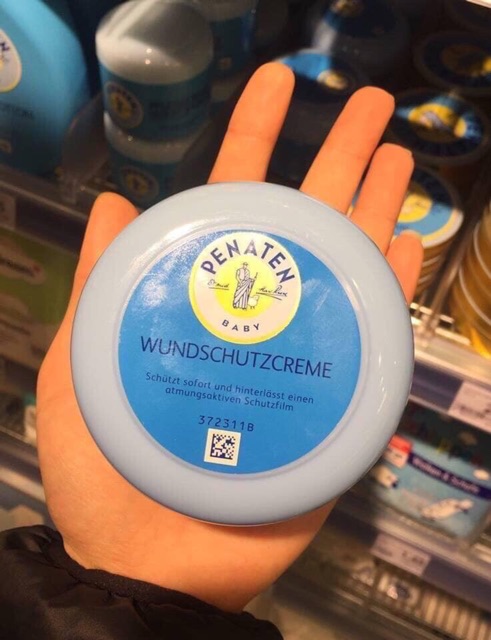 PENATEN
BABY
WUNDSCHUTZCREME
Schützt sofort und hinterlässt einen
atmungsaktiven Schutzfilm
372311B